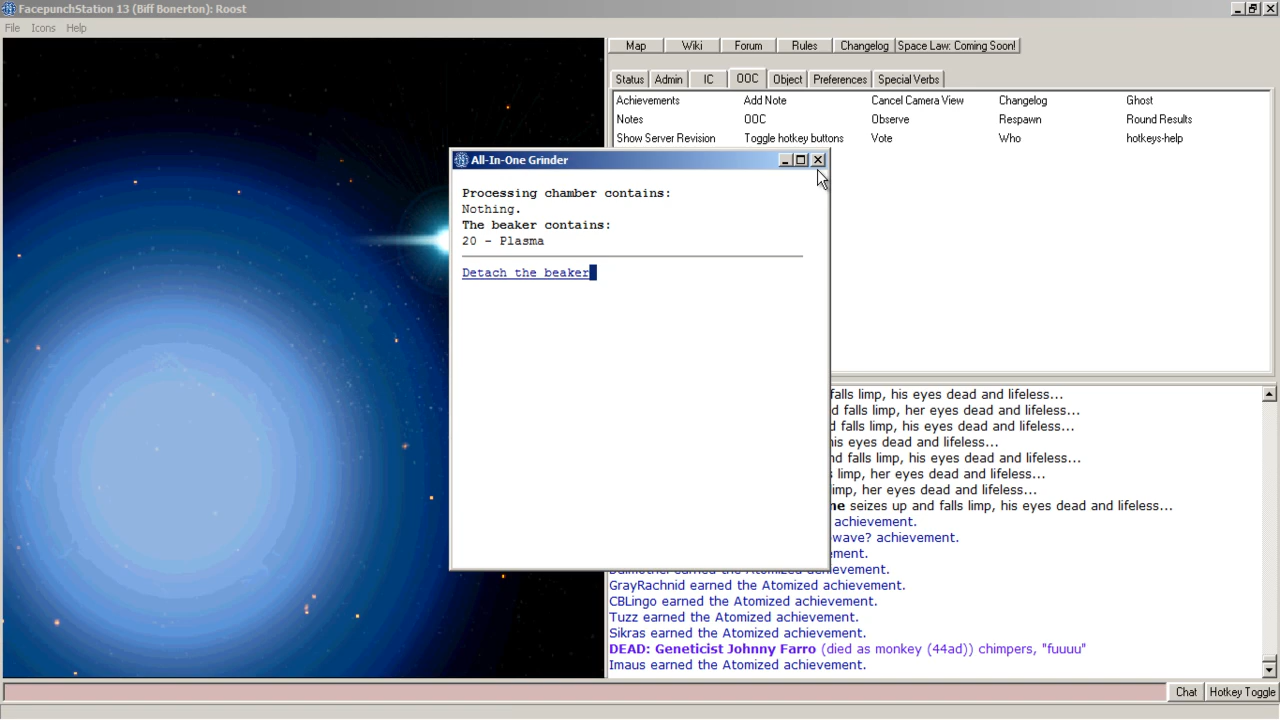 FacepunchStation 13 (Biff Bonerton): Roost
File Icons Help
Map Wiki Forum Rules Changelog Space Law: Coming Soon!
Status Admin IC OOC Object Preferences Special Verbs
Achievements Add Note Cancel Camera View Changelog Ghost
Notes OOC Observe Respawn Round Results
Show Server Revision Toggle hotkey buttons Vote Who hotkeys-help
All-In-One Grinder
Processing chamber contains:
Nothing.
The beaker contains:
20 - Plasma
Detach the beaker
falls limp, his eyes dead and lifeless...
d falls limp, her eyes dead and lifeless...
falls limp, his eyes dead and lifeless...
his eyes dead and lifeless...
nd falls limp, his eyes dead and lifeless...
s limp, her eyes dead and lifeless...
imp, her eyes dead and lifeless...
ne seizes up and falls limp, his eyes dead and lifeless...
achievement.
wave? achievement.
ment.
earned the Atomized achievement.
GrayRachnid earned the Atomized achievement.
CBLingo earned the Atomized achievement.
Tuzz earned the Atomized achievement.
Sikras earned the Atomized achievement.
DEAD: Geneticist Johnny Farro (died as monkey (44ad)) chimpers, "fuuuu"
Imaus earned the Atomized achievement.
Chat Hotkey Toggle